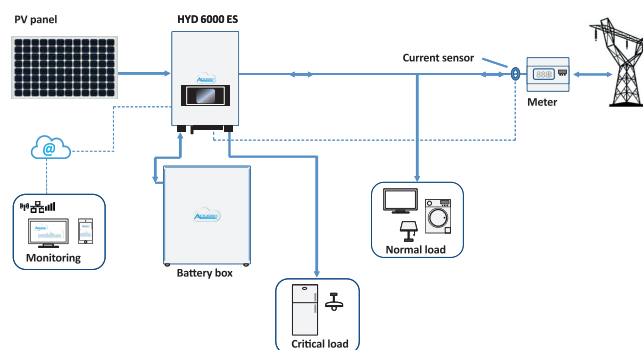 PV panel
HYD 6000 ES
Current sensor
Meter
@
Monitoring
Battery box
Normal load
Critical load